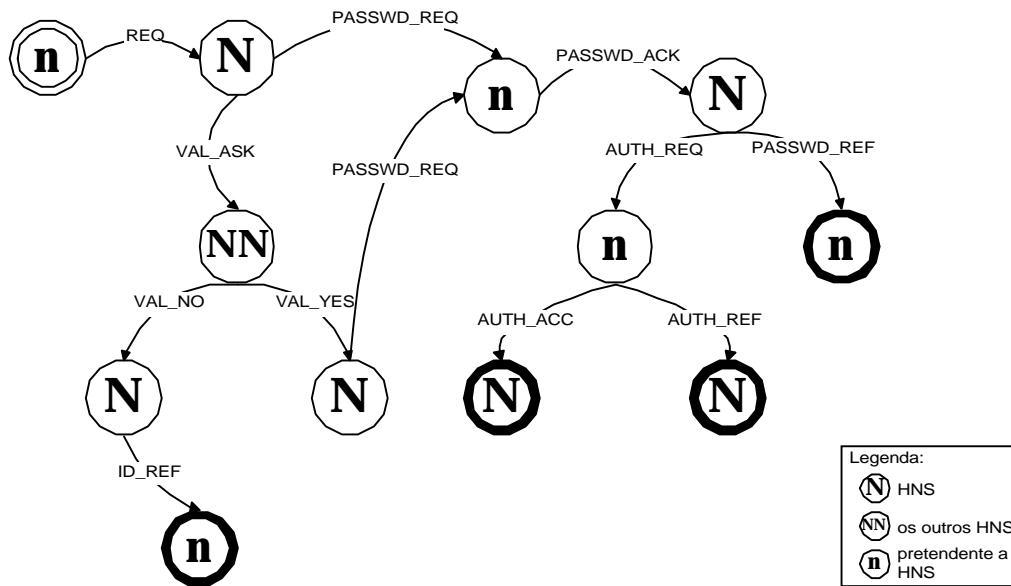 PASSWD_REQ
n
REQ
N
PASSWD_ACK
n
N
VAL_ASK
PASSWD_REQ
AUTH_REQ
PASSWD_REF
NN
n
n
VAL_NO
VAL_YES
AUTH_ACC
AUTH_REF
N
N
N
N
ID_REF
n
Legenda:
N HNS
NN os outros HNS
n pretendente a
HNS